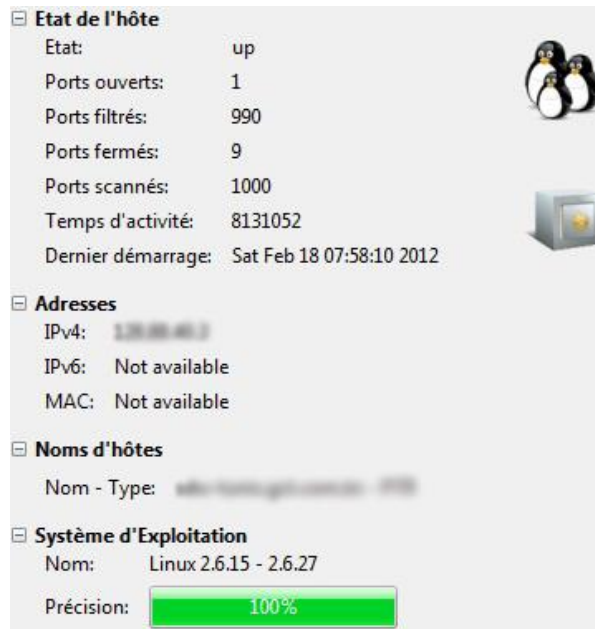 Etat de l'hôte
Etat: up
Ports ouverts: 1
Ports filtrés: 990
Ports fermés: 9
Ports scannés: 1000
Temps d'activité: 8131052
Dernier démarrage: Sat Feb 18 07:58:10 2012
Adresses
IPv4:
IPv6: Not available
MAC: Not available
Noms d'hôtes
Nom - Type:
Système d'Exploitation
Nom: Linux 2.6.15 - 2.6.27
Précision: 100%